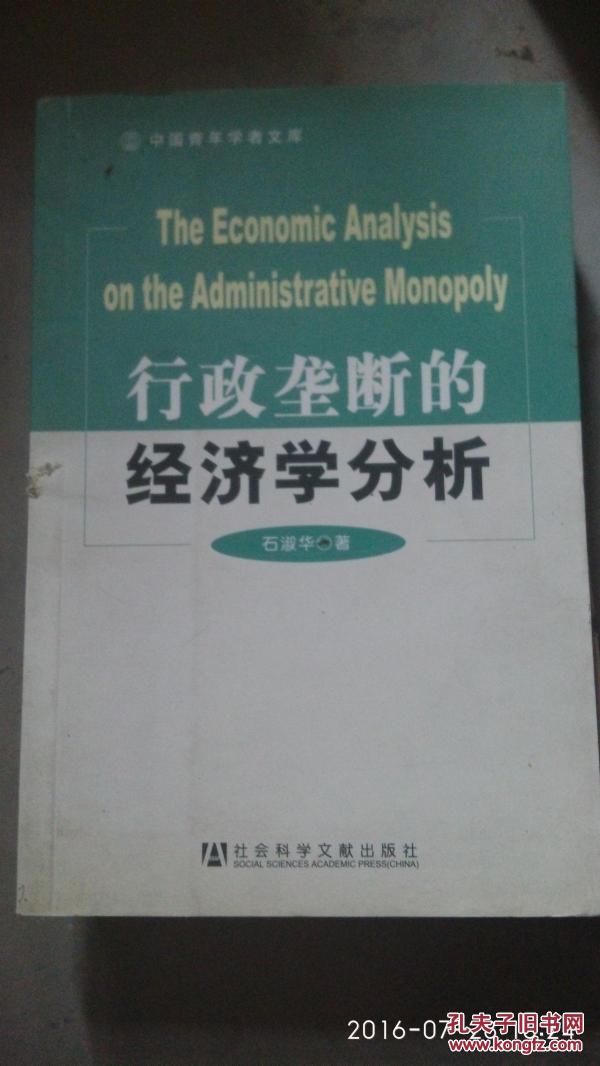 中国青年学者文库
The Economic Analysis
on the Administrative Monopoly
行政垄断的
经济学分析
石淑华 著
社会科学文献出版社
SOCIAL SCIENCES ACADEMIC PRESS(CHINA)
孔夫子旧书网
2016-07
www.kongfz.com